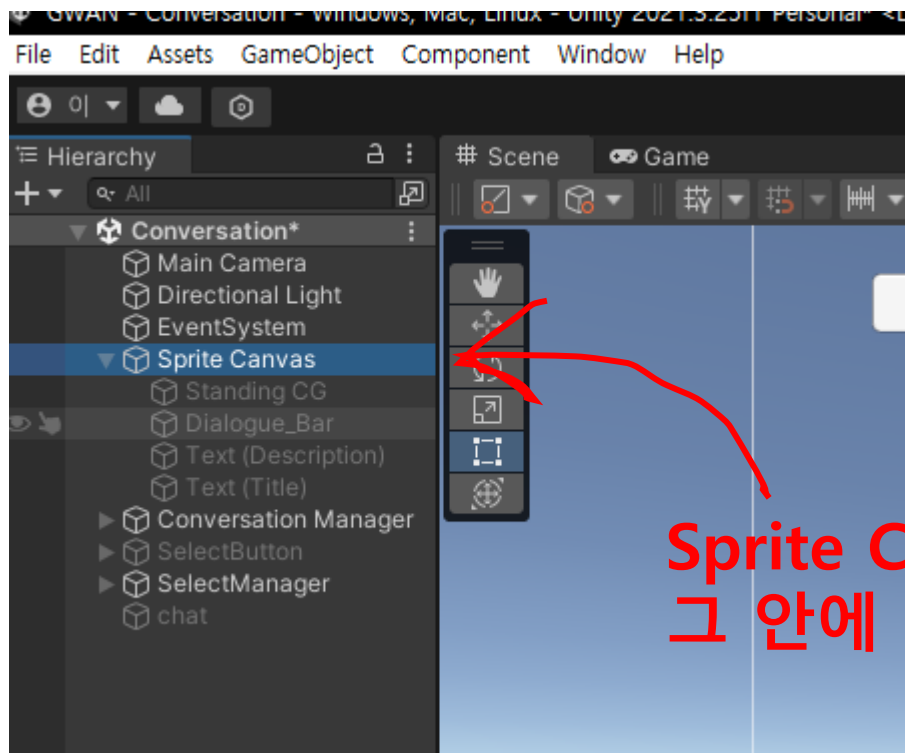 GWAN - Conversation - Windows, Mac, Linux - Unity 2021.3.25f1 Personal* <
File Edit Assets GameObject Component Window Help
이
Hierarchy
All
Scene Game
Conversation*
Main Camera
Directional Light
EventSystem
Sprite Canvas
Standing CG
Dialogue_Bar
Text (Description)
Text (Title)
Conversation Manager
SelectButton
SelectManager
chat
Sprite C
그 안에